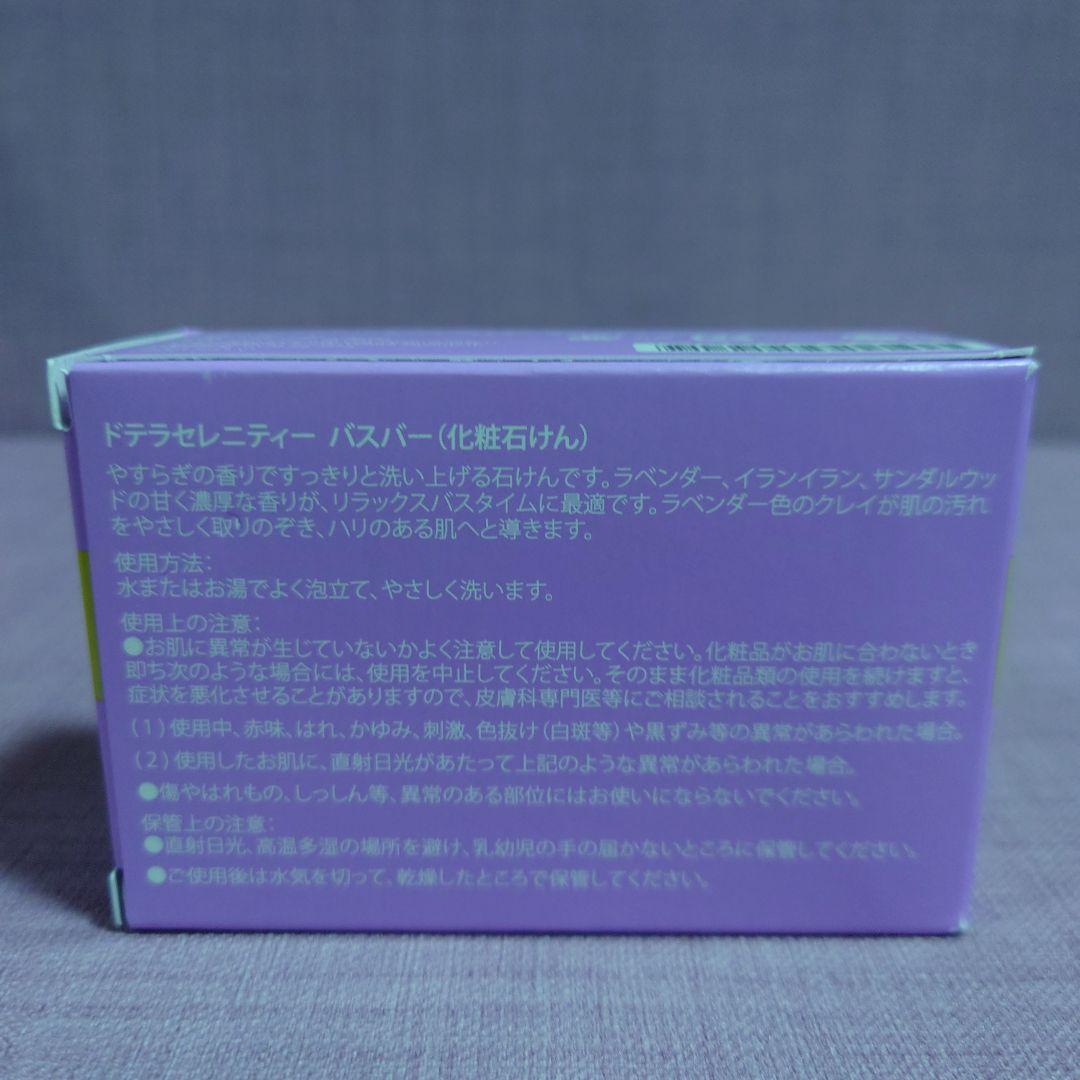 ドテラセレニティー バスバー(化粧石けん)
やすらぎの香りですっきりと洗い上げる石けんです。ラベンダー、イランイラン、サンダルウッ
ドの甘く濃厚な香りが、リラックスバスタイムに最適です。ラベンダー色のクレイが肌の汚れ
をやさしく取りのぞき、ハリのある肌へと導きます。
使用方法:
水またはお湯でよく泡立て、やさしく洗います。
使用上の注意:
●お肌に異常が生じていないかよく注意して使用してください。化粧品がお肌に合わないとき
即ち次のような場合には、使用を中止してください。そのまま化粧品類の使用を続けますと、
症状を悪化させることがありますので、皮膚科専門医等にご相談されることをおすすめします。
(1)使用中、赤味、はれ、かゆみ、刺激、色抜け(白斑等)や黒ずみ等の異常があらわれた場合。
(2)使用したお肌に、直射日光があたって上記のような異常があらわれた場合。
●傷やはれもの、しっしん等、異常のある部位にはお使いにならないでください。
保管上の注意:
●直射日光、高温多湿の場所を避け、乳幼児の手の届かないところに保管してください。
●ご使用後は水気を切って、乾燥したところで保管してください。